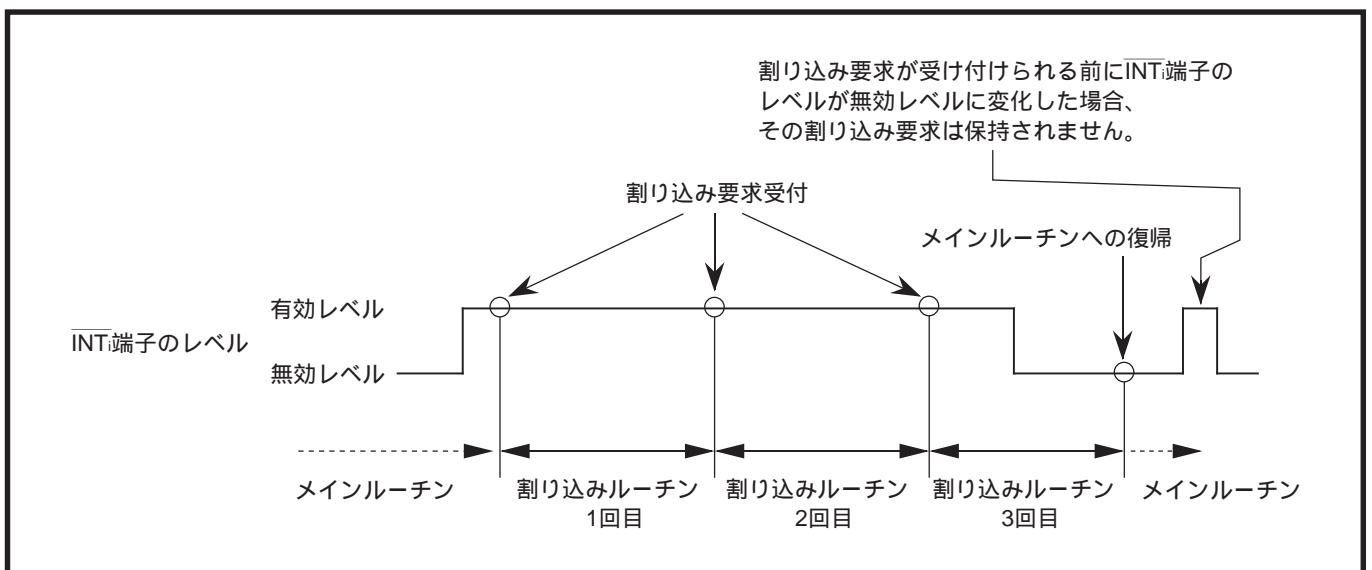 割り込み要求が受け付けられる前にINTi端子の
レベルが無効レベルに変化した場合、
その割り込み要求は保持されません。
割り込み要求受付
メインルーチンへの復帰
有効レベル
INTi端子のレベル
無効レベル
メインルーチン
割り込みルーチン
1回目
割り込みルーチン
2回目
割り込みルーチン
3回目
メインルーチン